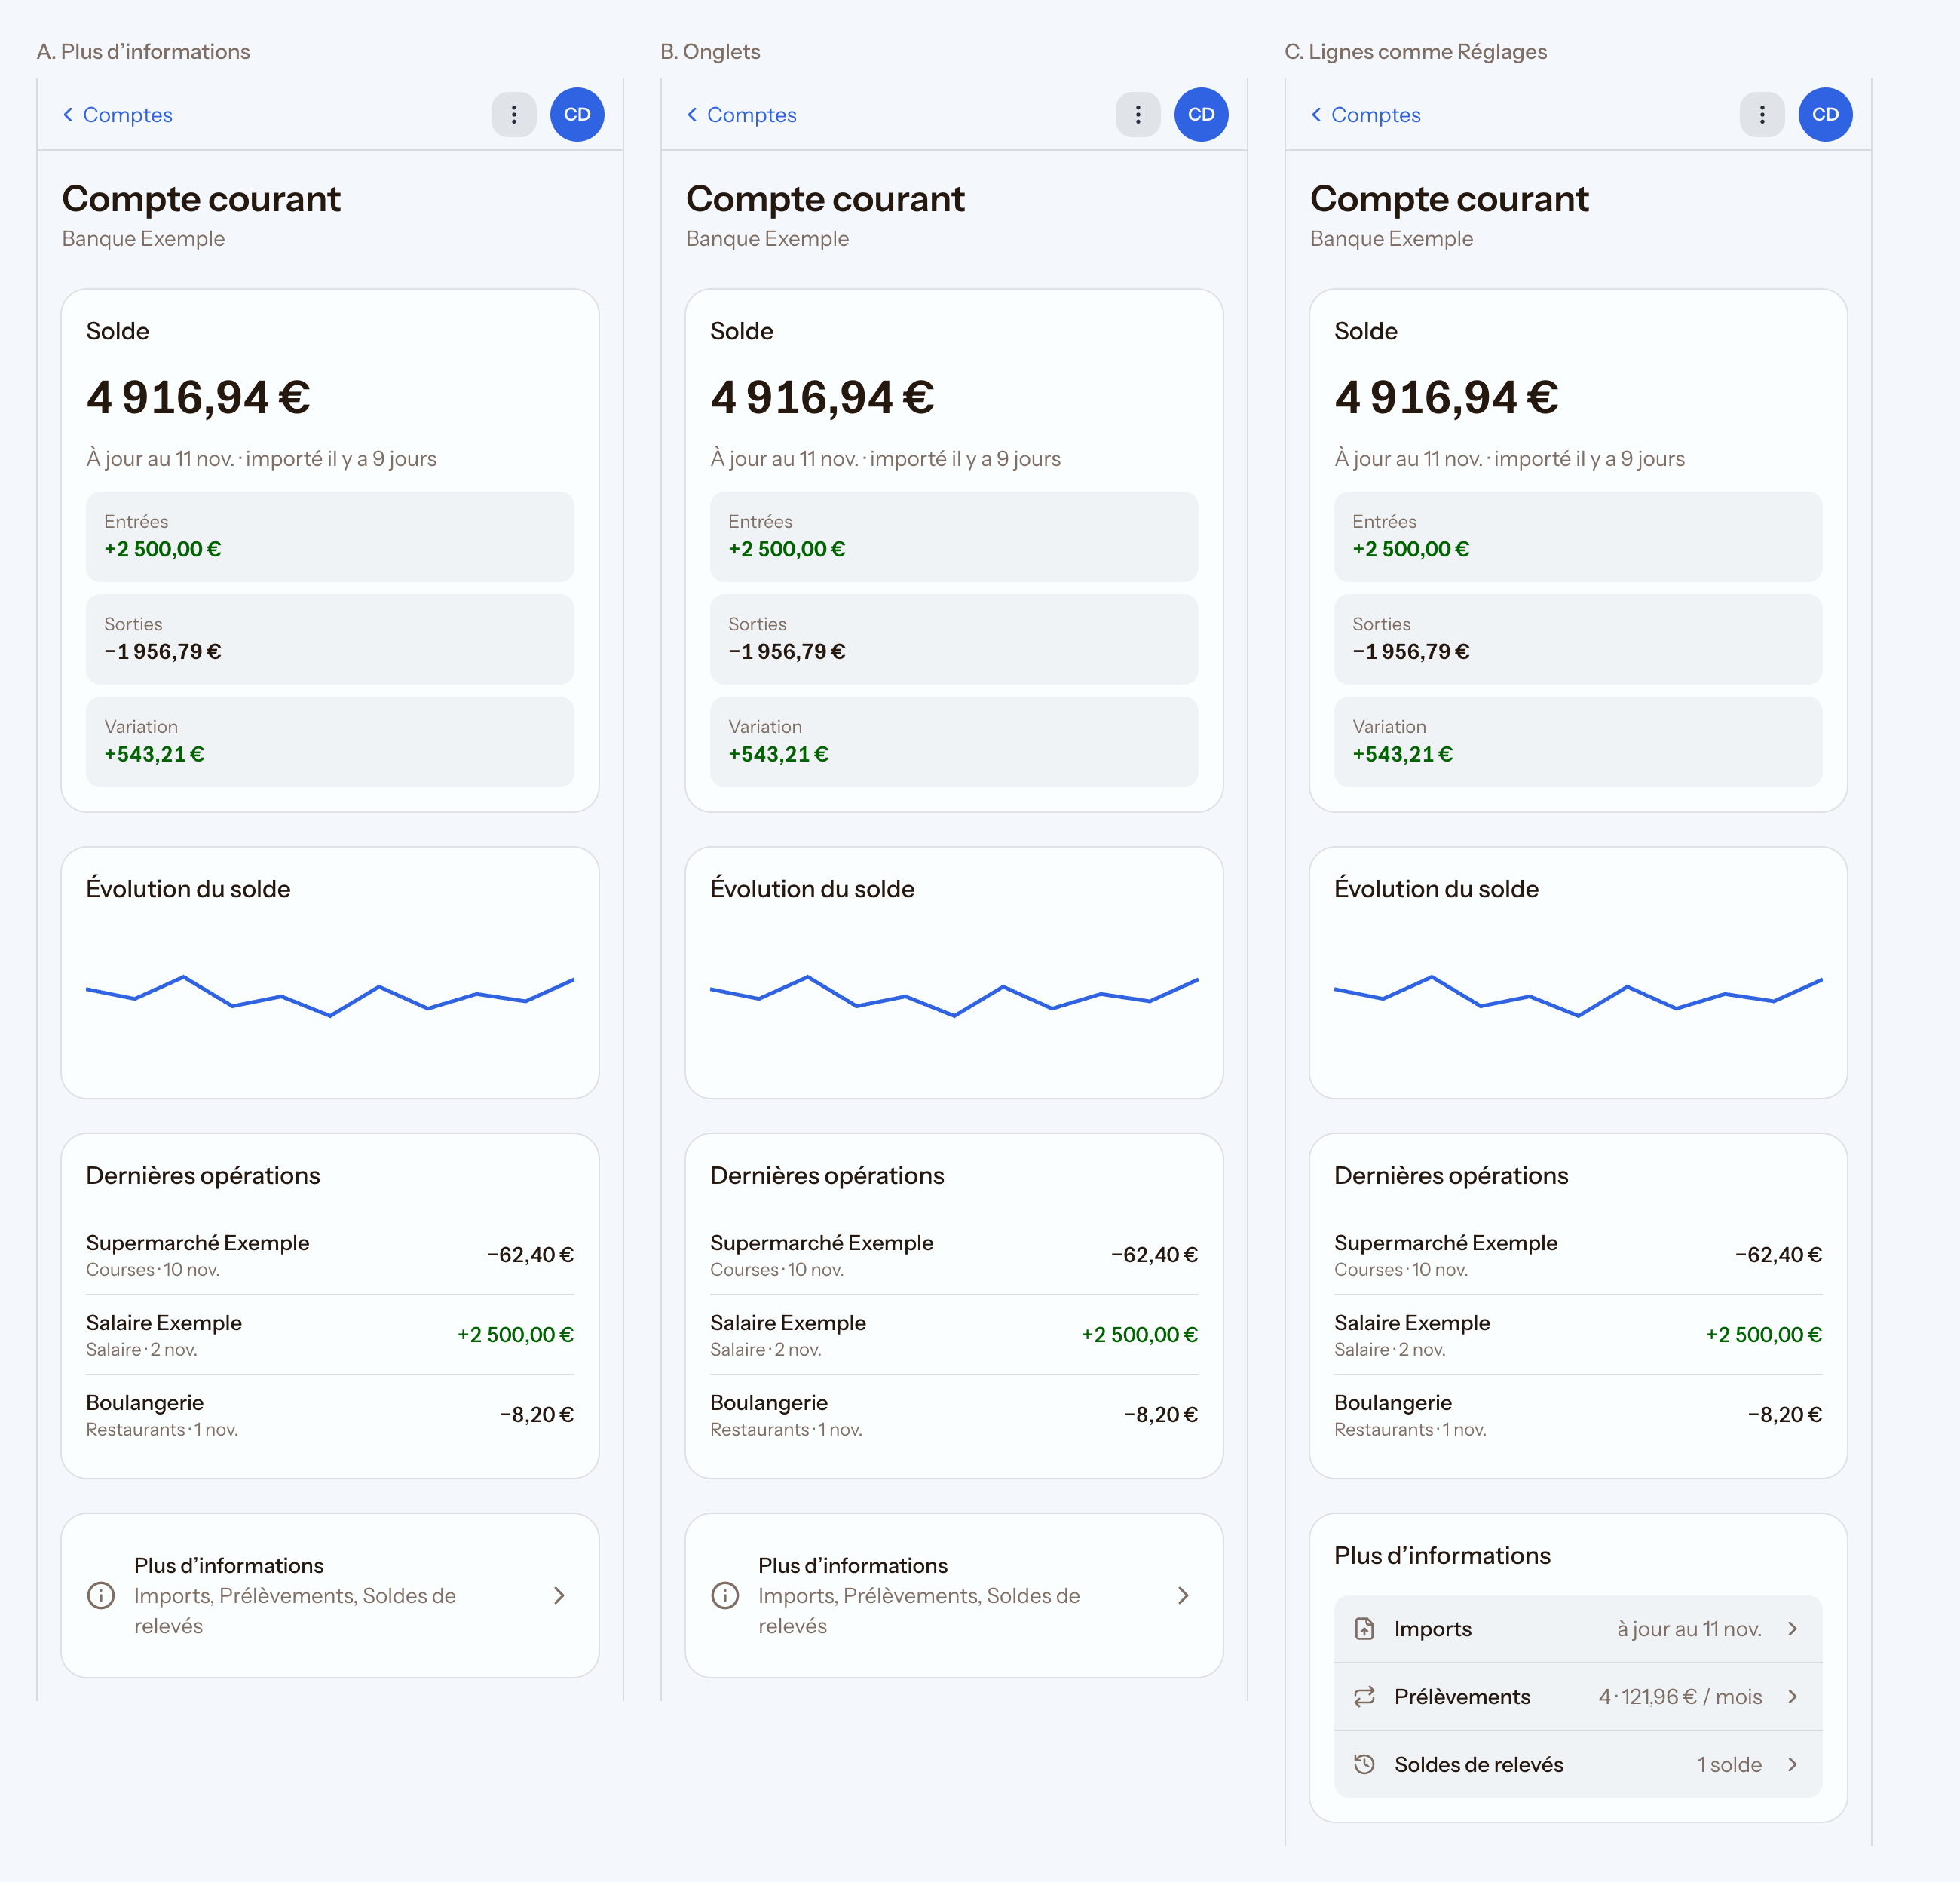 A. Plus d’informations
Comptes
CD
Compte courant
Banque Exemple
Solde
4 916,94 €
À jour au 11 nov. · importé il y a 9 jours
Entrées
+2 500,00 €
Sorties
−1 956,79 €
Variation
+543,21 €
Évolution du solde
Dernières opérations
Supermarché Exemple
Courses · 10 nov.
−62,40 €
Salaire Exemple
Salaire · 2 nov.
+2 500,00 €
Boulangerie
Restaurants · 1 nov.
−8,20 €
Plus d’informations
Imports, Prélèvements, Soldes de
relevés
B. Onglets
Comptes
CD
Compte courant
Banque Exemple
Solde
4 916,94 €
À jour au 11 nov. · importé il y a 9 jours
Entrées
+2 500,00 €
Sorties
−1 956,79 €
Variation
+543,21 €
Évolution du solde
Dernières opérations
Supermarché Exemple
Courses · 10 nov.
−62,40 €
Salaire Exemple
Salaire · 2 nov.
+2 500,00 €
Boulangerie
Restaurants · 1 nov.
−8,20 €
Plus d’informations
Imports, Prélèvements, Soldes de
relevés
C. Lignes comme Réglages
Comptes
CD
Compte courant
Banque Exemple
Solde
4 916,94 €
À jour au 11 nov. · importé il y a 9 jours
Entrées
+2 500,00 €
Sorties
−1 956,79 €
Variation
+543,21 €
Évolution du solde
Dernières opérations
Supermarché Exemple
Courses · 10 nov.
−62,40 €
Salaire Exemple
Salaire · 2 nov.
+2 500,00 €
Boulangerie
Restaurants · 1 nov.
−8,20 €
Plus d’informations
Imports à jour au 11 nov.
Prélèvements 4 · 121,96 € / mois
Soldes de relevés 1 solde